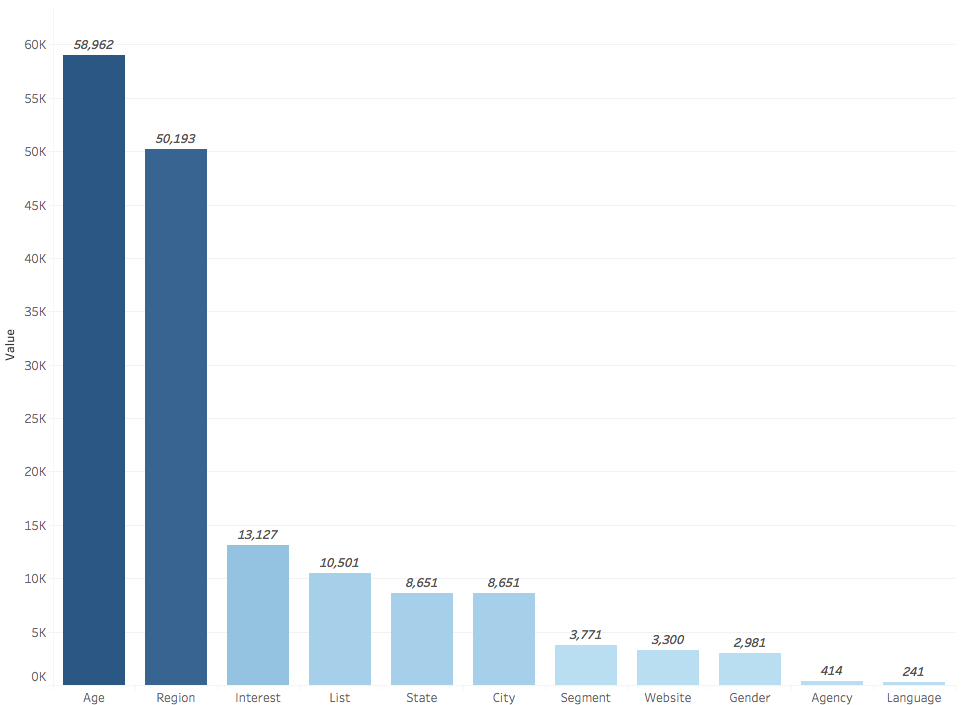 60K
55K
50K
45K
40K
35K
30K
25K
20K
15K
10K
5K
0K
Value
58,962
50,193
13,127
10,501
8,651
8,651
3,771
3,300
2,981
414
241
Age
Region
Interest
List
State
City
Segment
Website
Gender
Agency
Language